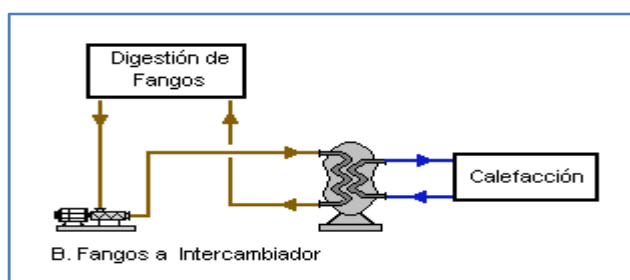 Digestión de
Fangos
Calefacción
B. Fangos a Intercambiador